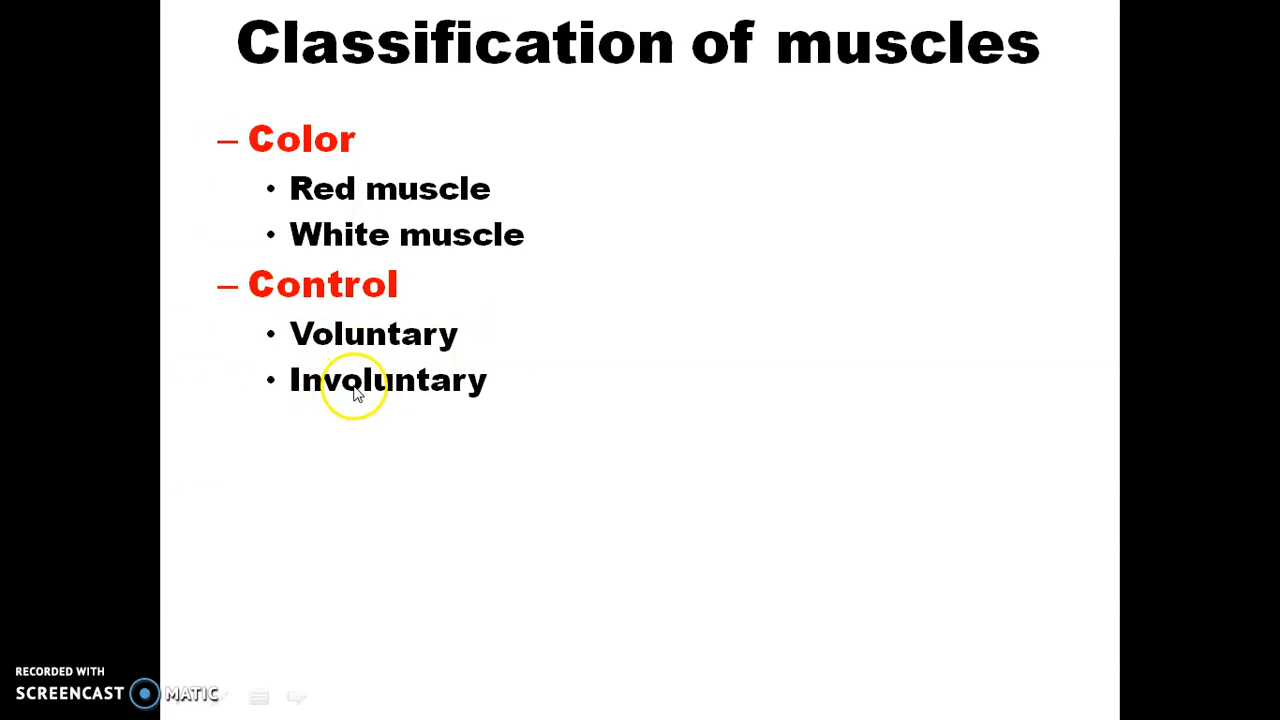 Classification of muscles
– Color
• Red muscle
• White muscle
– Control
• Voluntary
• Involuntary
RECORDED WITH
SCREENCAST MATIC